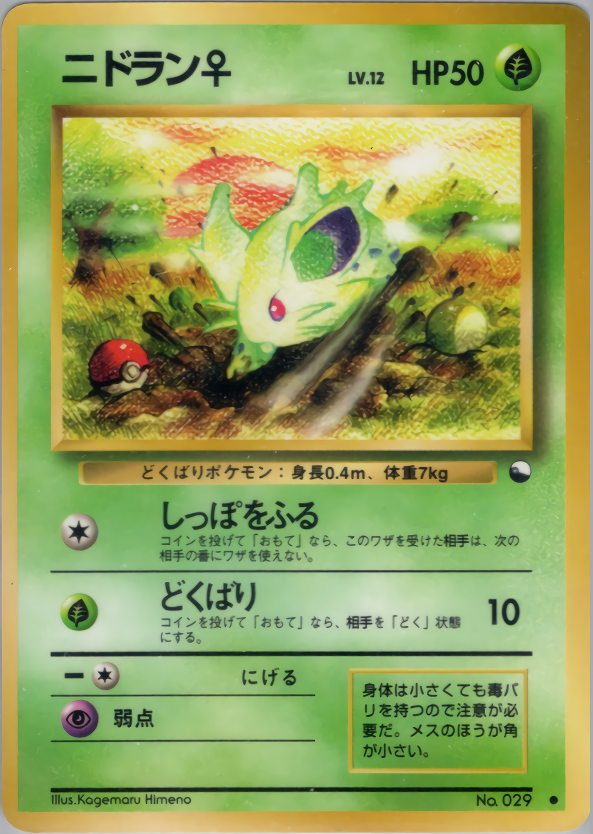 ニドラン♀ LV.12 HP50
どくばりポケモン：身長0.4m、体重7kg
しっぽをふる
コインを投げて「おもて」なら、このワザを受けた相手は、次の
相手の番にワザを使えない。
どくばり 10
コインを投げて「おもて」なら、相手を「どく」状態
にする。
にげる
弱点
身体は小さくても毒バ
リを持つので注意が必
要だ。メスのほうが角
が小さい。
Illus.Kagemaru Himeno No. 029